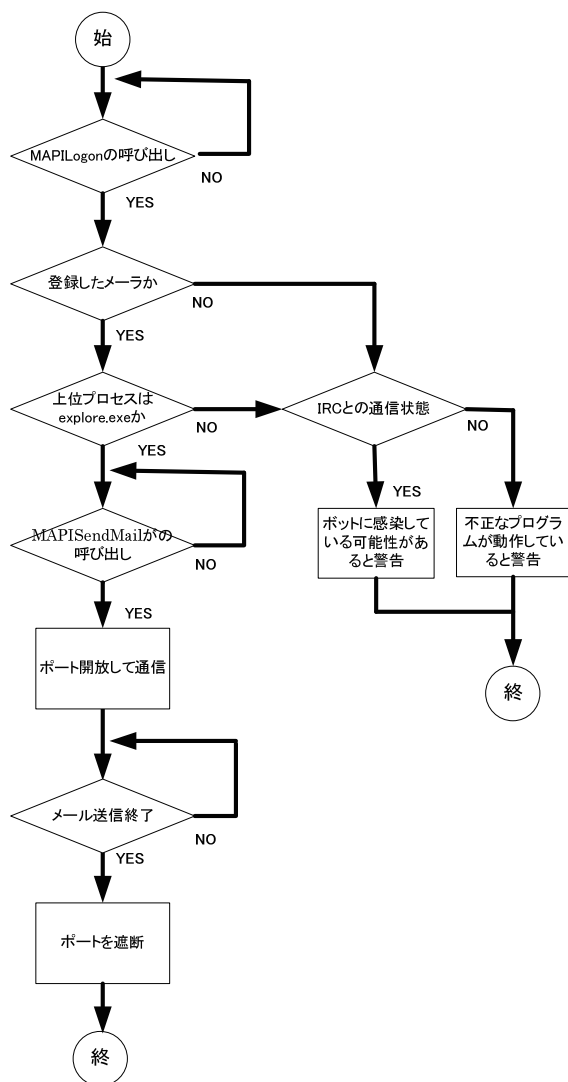 始
MAPILogonの呼び出し
NO
YES
登録したメーラか
NO
YES
上位プロセスは
explore.exeか
NO
YES
IRCとの通信状態
NO
YES
MAPISendMailがの
呼び出し
NO
YES
ボットに感染して
いる可能性があ
ると警告
不正なプログラ
ムが動作してい
ると警告
終
ポート開放して通信
メール送信終了
NO
YES
ポートを遮断
終